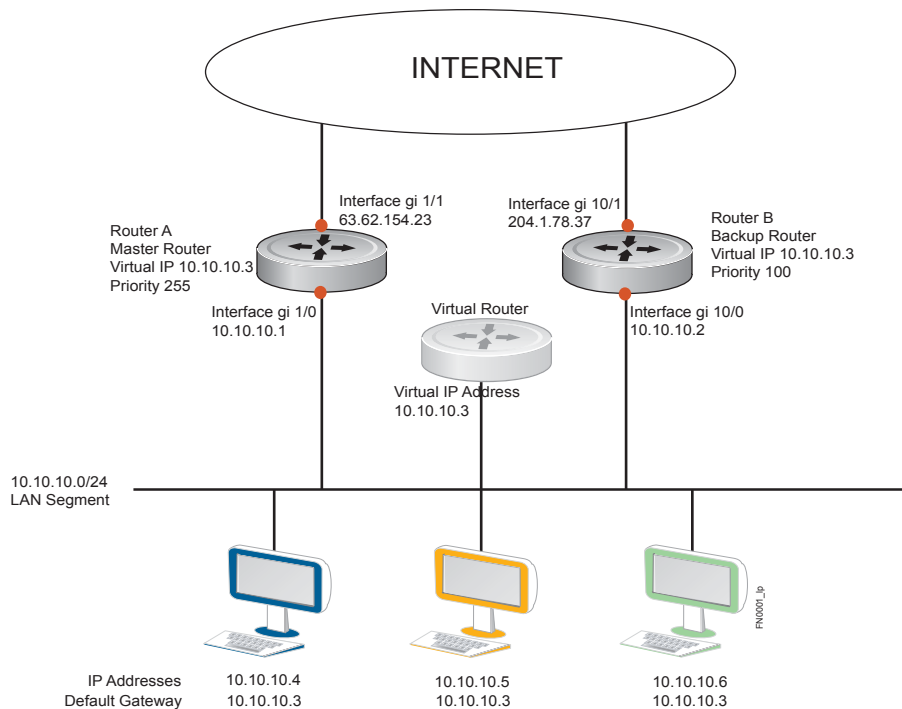 INTERNET
Interface gi 1/1
63.62.154.23
Interface gi 10/1
204.1.78.37
Router A
Master Router
Virtual IP 10.10.10.3
Priority 255
Router B
Backup Router
Virtual IP 10.10.10.3
Priority 100
Interface gi 1/0
10.10.10.1
Virtual Router
Interface gi 10/0
10.10.10.2
Virtual IP Address
10.10.10.3
10.10.10.0/24
LAN Segment
FN0001_lp
IP Addresses 10.10.10.4 10.10.10.5 10.10.10.6
Default Gateway 10.10.10.3 10.10.10.3 10.10.10.3